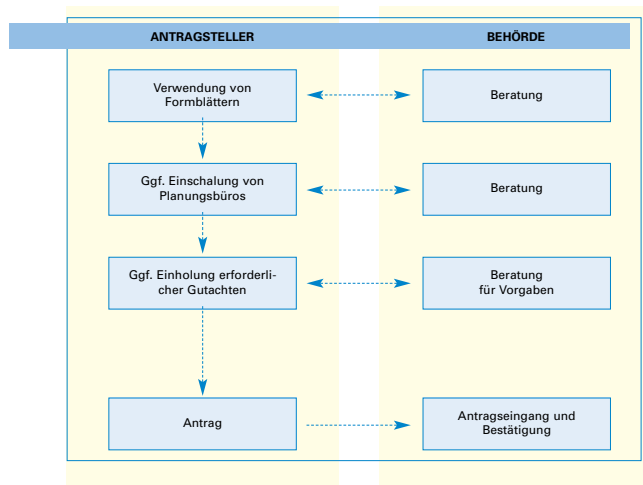 ANTRAGSTELLER
BEHÖRDE
Verwendung von
Formblättern
Beratung
Ggf. Einschalung von
Planungsbüros
Beratung
Ggf. Einholung erforderli-
cher Gutachten
Beratung
für Vorgaben
Antrag
Antragseingang und
Bestätigung